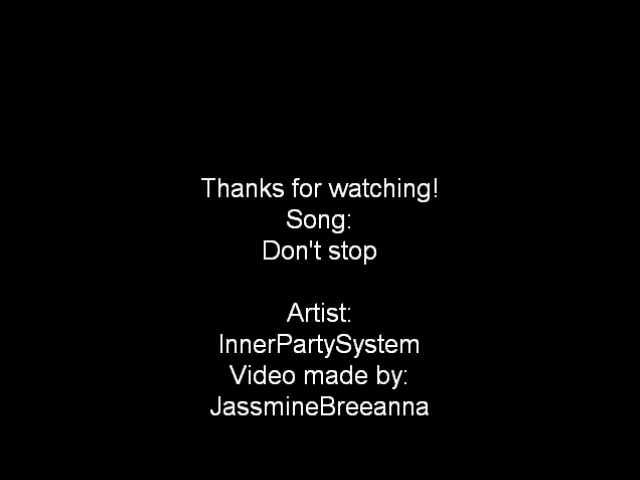 Thanks for watching!
Song:
Don't stop
Artist:
InnerPartySystem
Video made by:
JassmineBreeanna